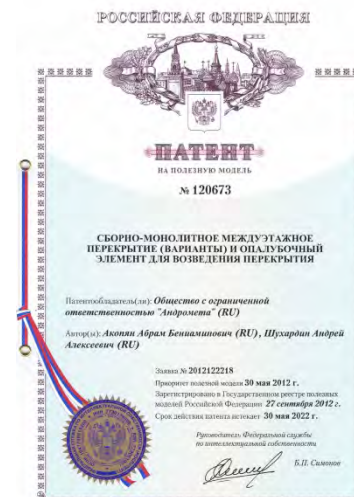 РОССИЙСКАЯ ФЕДЕРАЦИЯ
ПАТЕНТ
НА ПОЛЕЗНУЮ МОДЕЛЬ
№ 120673
СБОРНО-МОНОЛИТНОЕ МЕЖДУЭТАЖНОЕ
ПЕРЕКРЫТИЕ (ВАРИАНТЫ) И ОПАЛУБОЧНЫЙ
ЭЛЕМЕНТ ДЛЯ ВОЗВЕДЕНИЯ ПЕРЕКРЫТИЯ
Патентообладатель(ли): Общество с ограниченной
ответственностью "Андромета" (RU)
Автор(ы): Акопян Абрам Бениаминович (RU), Шухардин Андрей
Алексеевич (RU)
Заявка № 2012122218
Приоритет полезной модели 30 мая 2012 г.
Зарегистрировано в Государственном реестре полезных
моделей Российской Федерации 27 сентября 2012 г.
Срок действия патента истекает 30 мая 2022 г.
Руководитель Федеральной службы
по интеллектуальной собственности
Б.П. Симонов